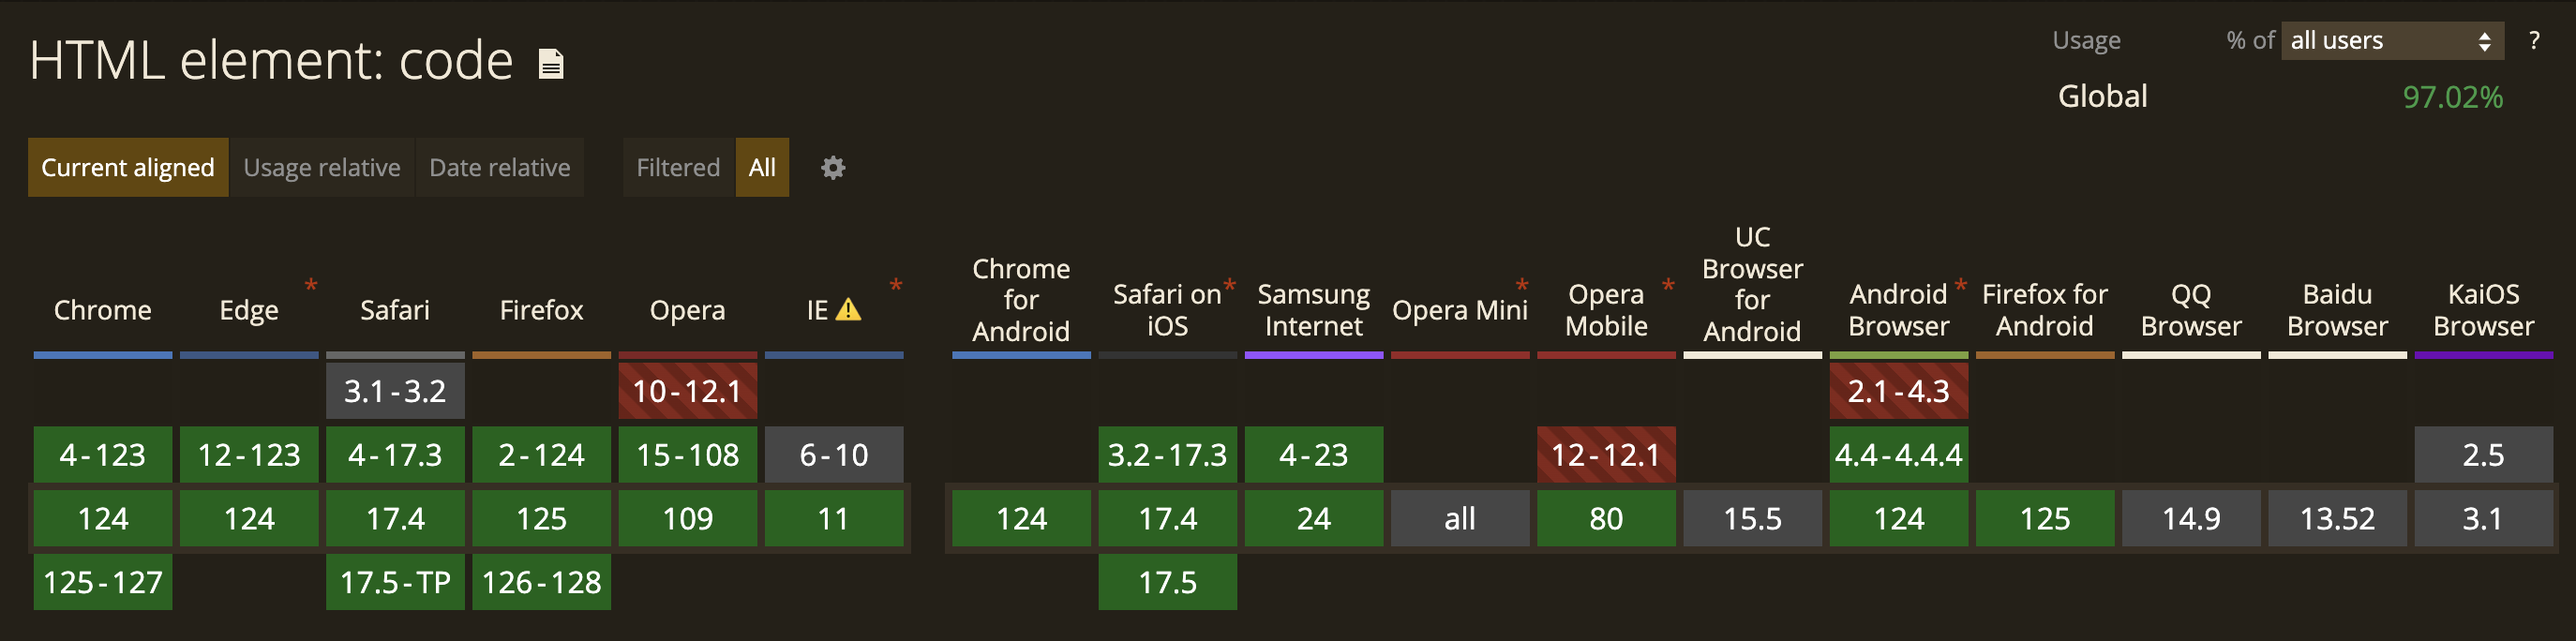 HTML element: code
Usage % of all users ?
Global 97.02%
Current aligned Usage relative Date relative Filtered All
Chrome
Edge *
Safari
Firefox
Opera
IE *
Chrome
for
Android
Safari on *
iOS
Samsung
Internet
Opera Mini *
Opera *
Mobile
UC
Browser
for
Android
Android *
Browser
Firefox for
Android
QQ
Browser
Baidu
Browser
KaiOS
Browser
3.1-3.2 10-12.1 2.1-4.3
4-123 12-123 4-17.3 2-124 15-108 6-10 3.2-17.3 4-23 12-12.1 4.4-4.4.4 2.5
124 124 17.4 125 109 11 124 17.4 24 all 80 15.5 124 125 14.9 13.52 3.1
125-127 17.5-TP 126-128 17.5